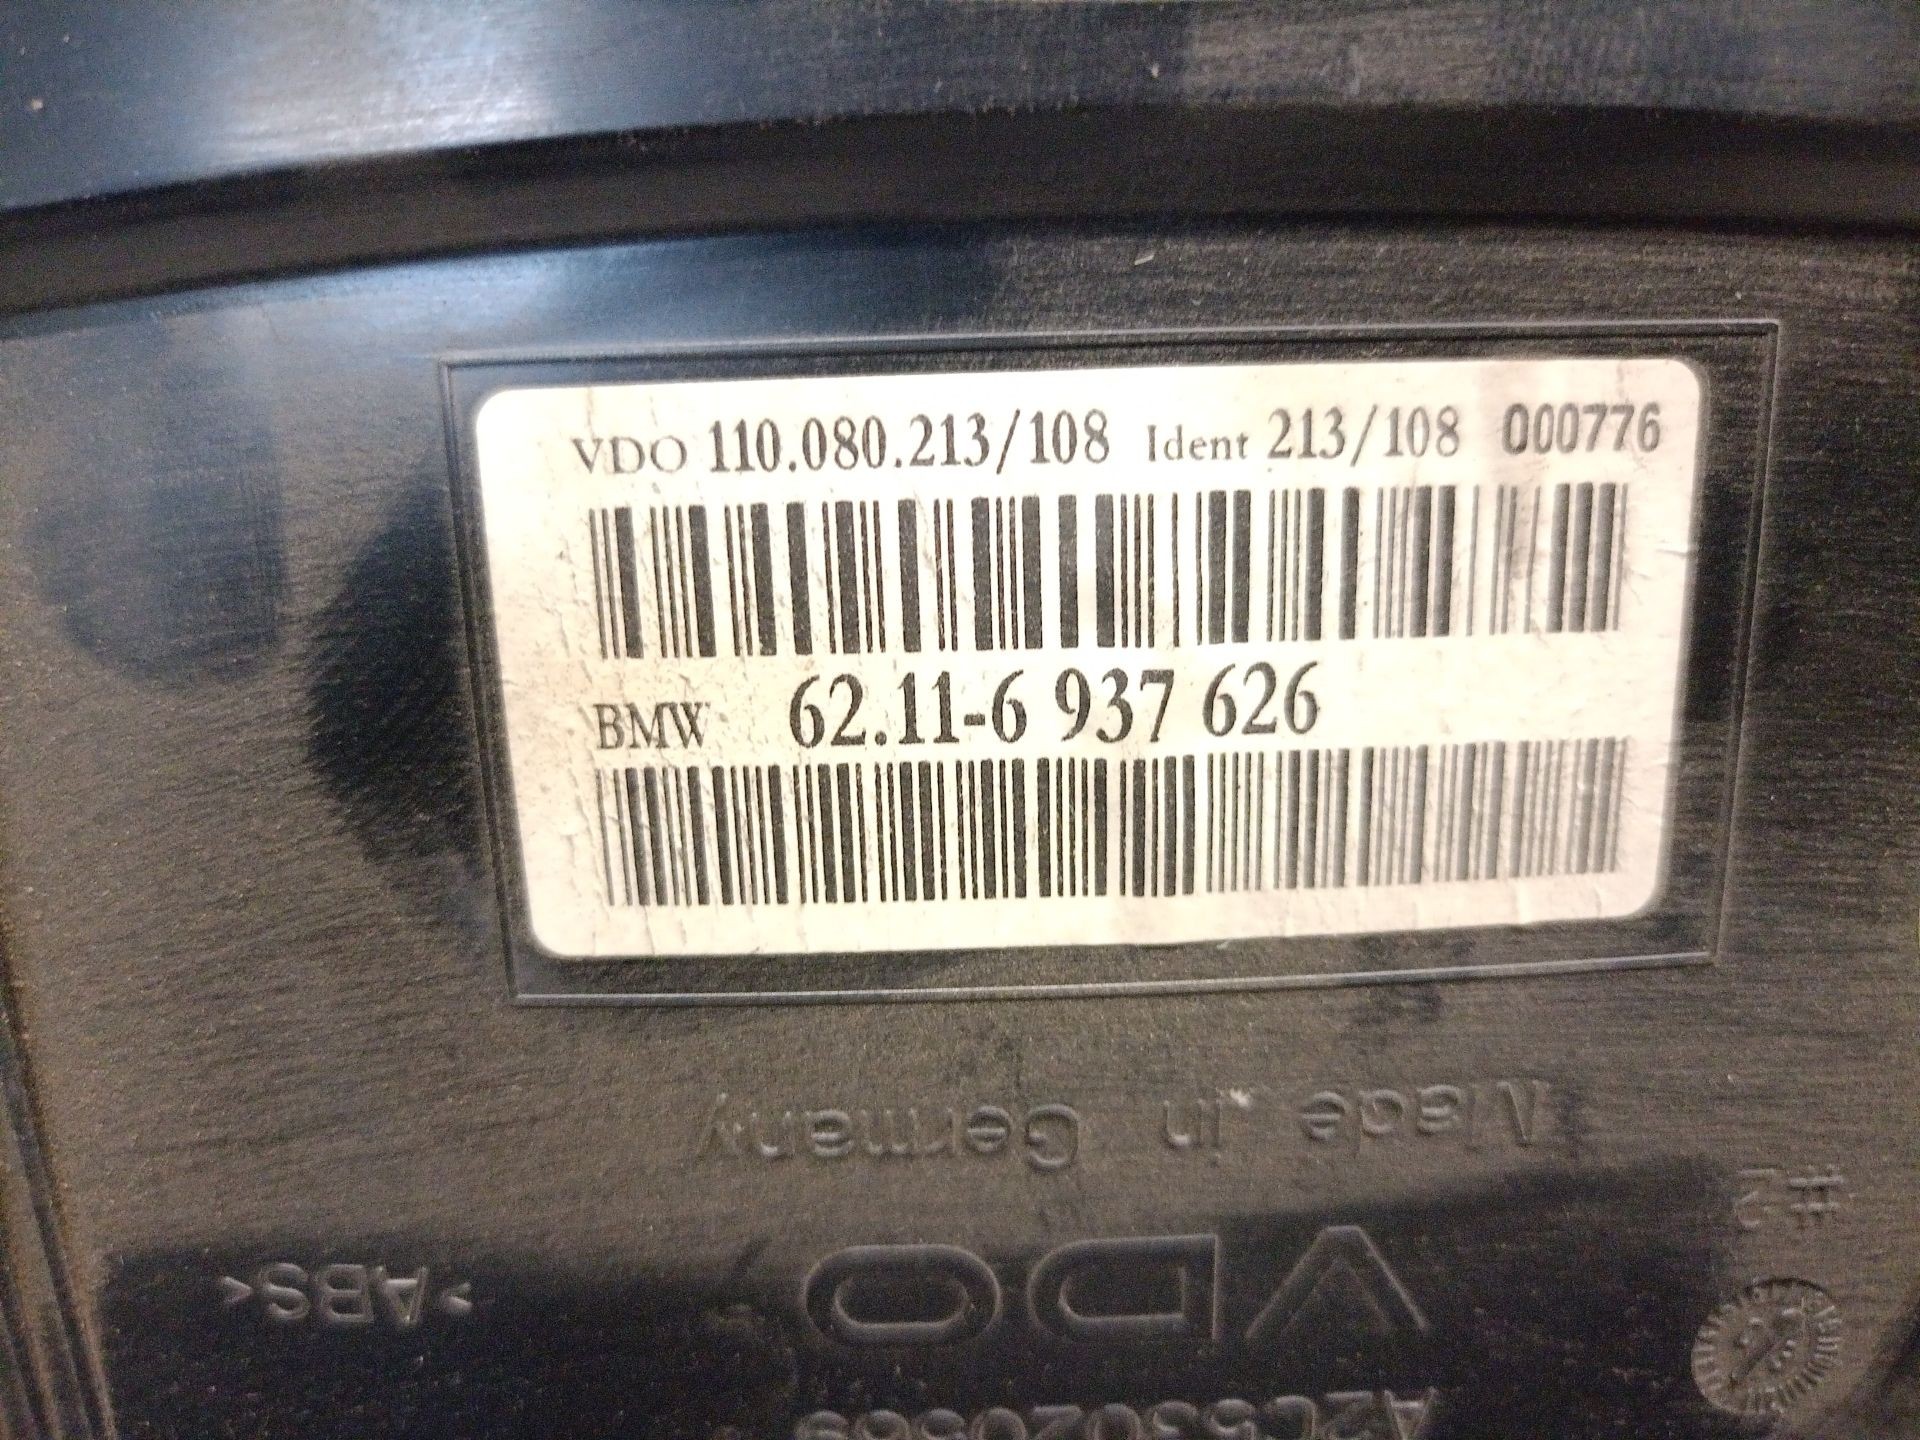 VDO 110.080.213/108 Ident 213/108 000776
BMW 62.11-6 937 626
Made in Germany
#2
VDO
>ABS<